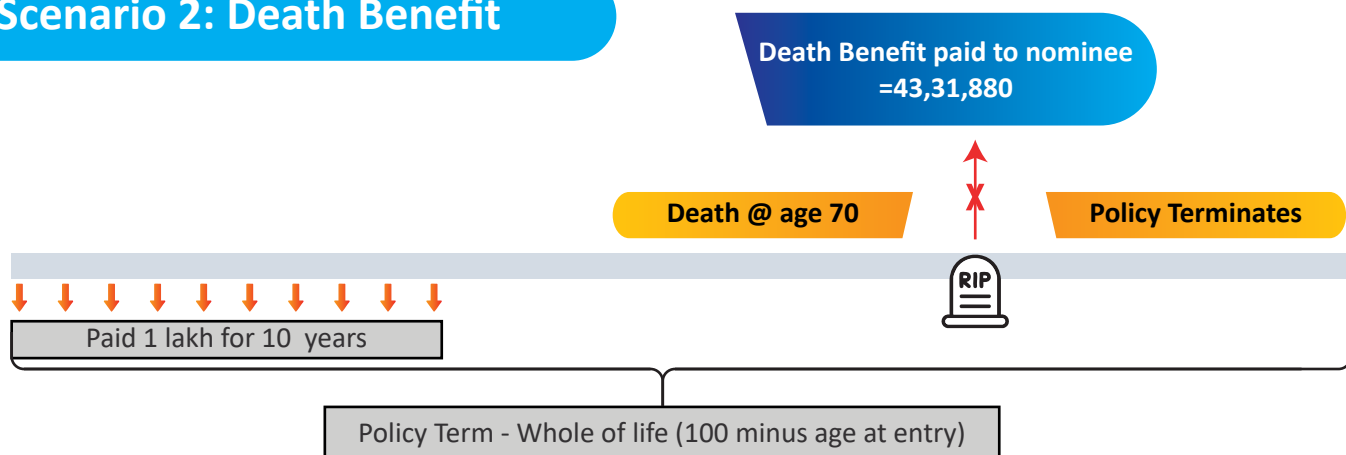 Scenario 2: Death Benefit
Death Benefit paid to nominee
=43,31,880
Death @ age 70
Policy Terminates
RIP
Paid 1 lakh for 10 years
Policy Term - Whole of life (100 minus age at entry)